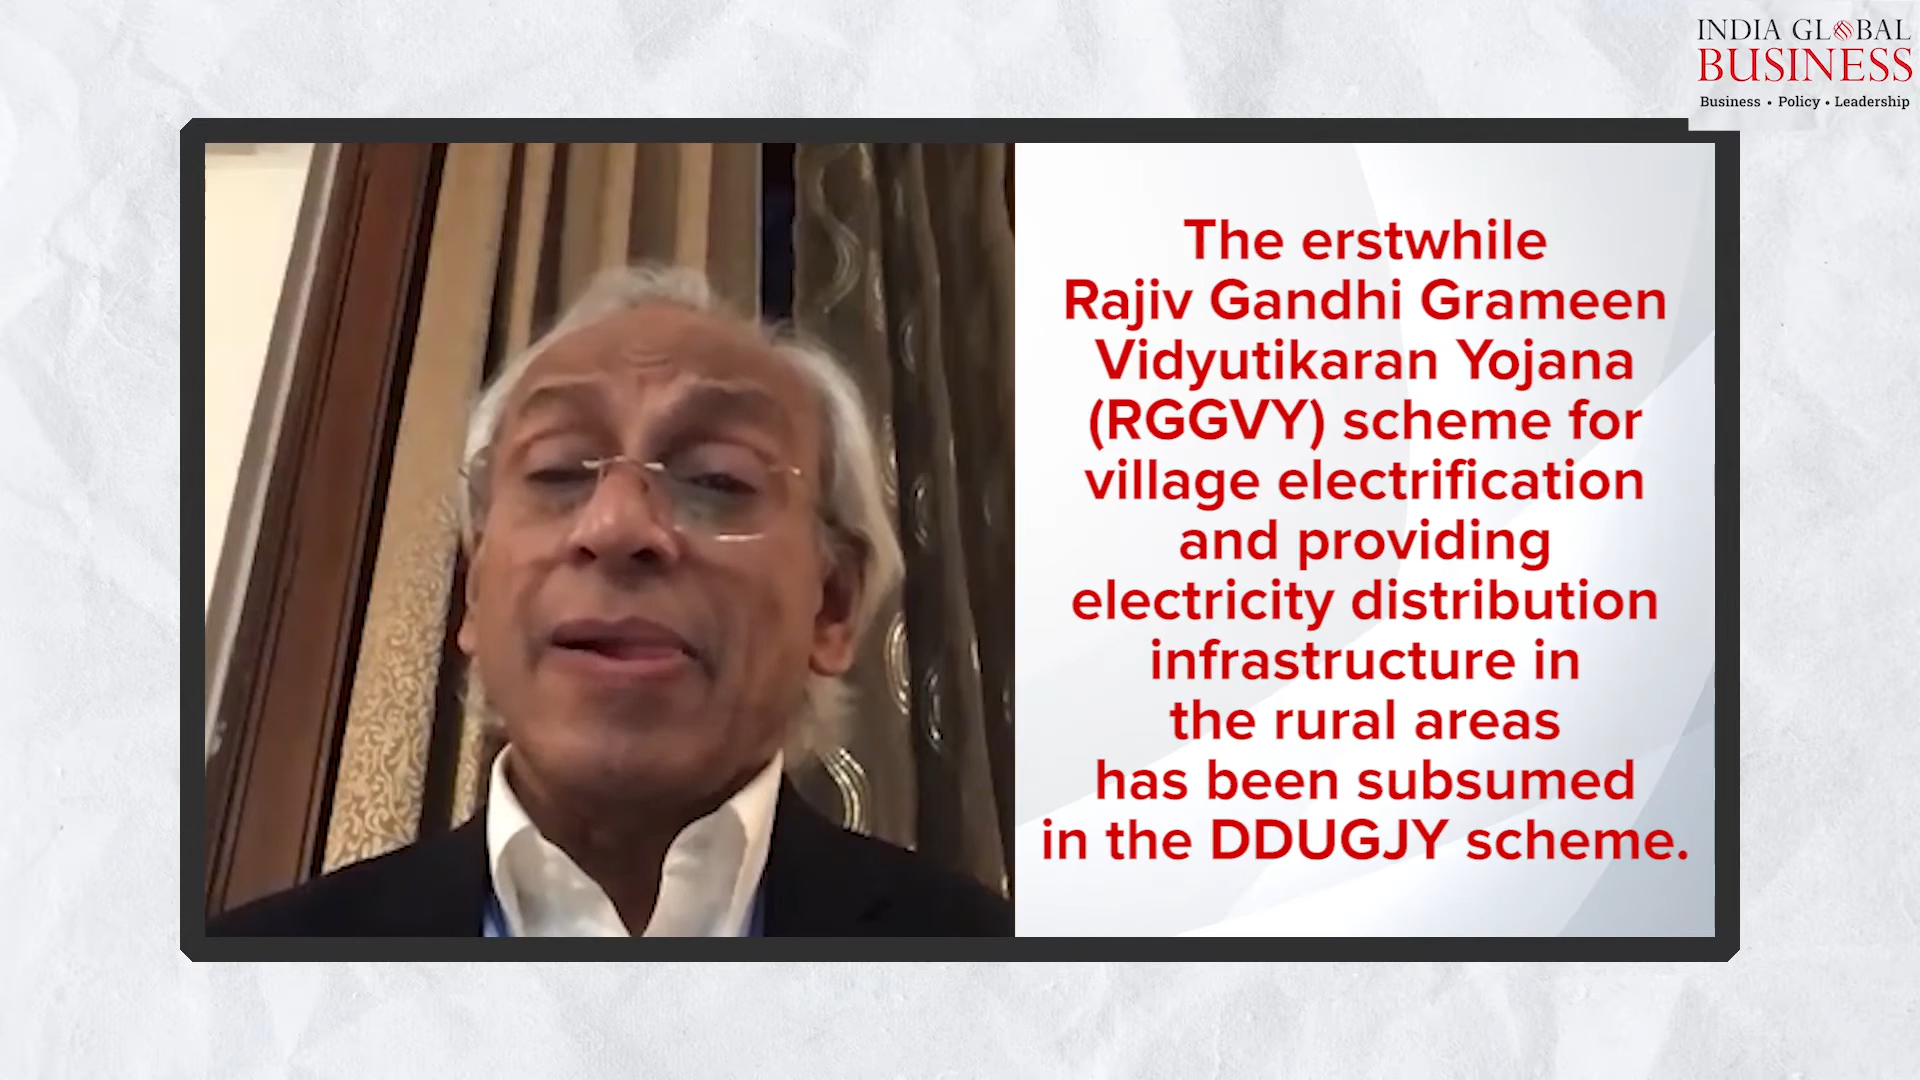 INDIA GLOBAL
BUSINESS
Business • Policy • Leadership
The erstwhile
Rajiv Gandhi Grameen
Vidyutikaran Yojana
(RGGVY) scheme for
village electrification
and providing
electricity distribution
infrastructure in
the rural areas
has been subsumed
in the DDUGJY scheme.